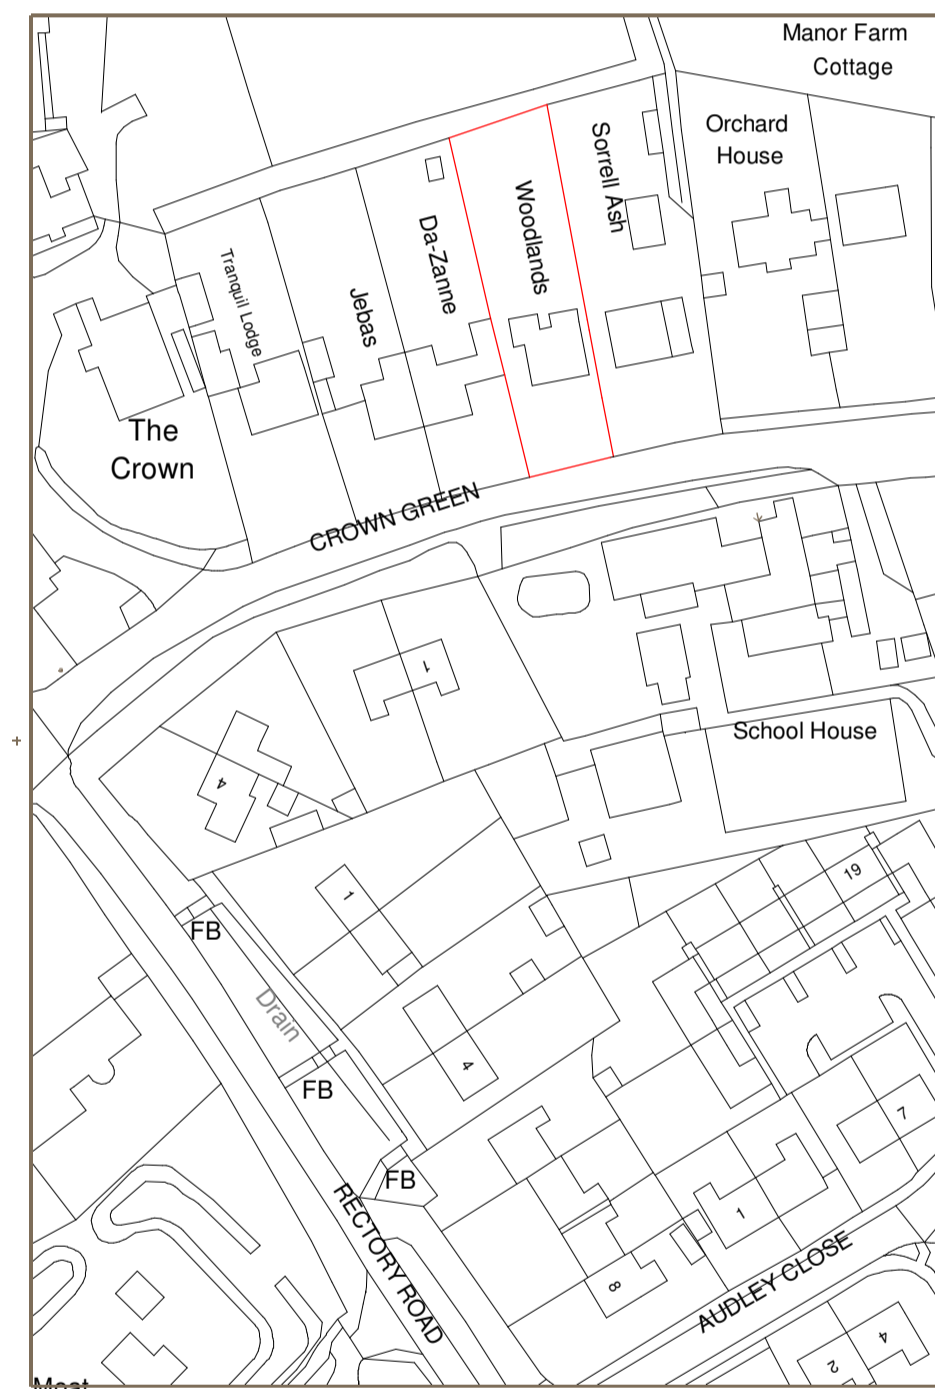 Manor Farm
Cottage
Orchard
House
Sorrell Ash
Woodlands
Da-Zanne
Tranquil Lodge
Jebas
The
Crown
CROWN GREEN
1
School House
4
19
1
FB
Drain
4
FB
7
FB
1
RECTORY ROAD
AUDLEY CLOSE
8
4
2
Moat